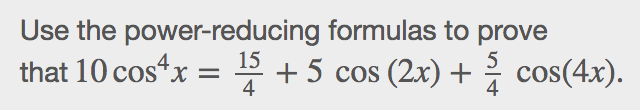 Use the power-reducing formulas to prove
that 10 cos⁴x = 15/4 + 5 cos (2x) + 5/4 cos(4x).